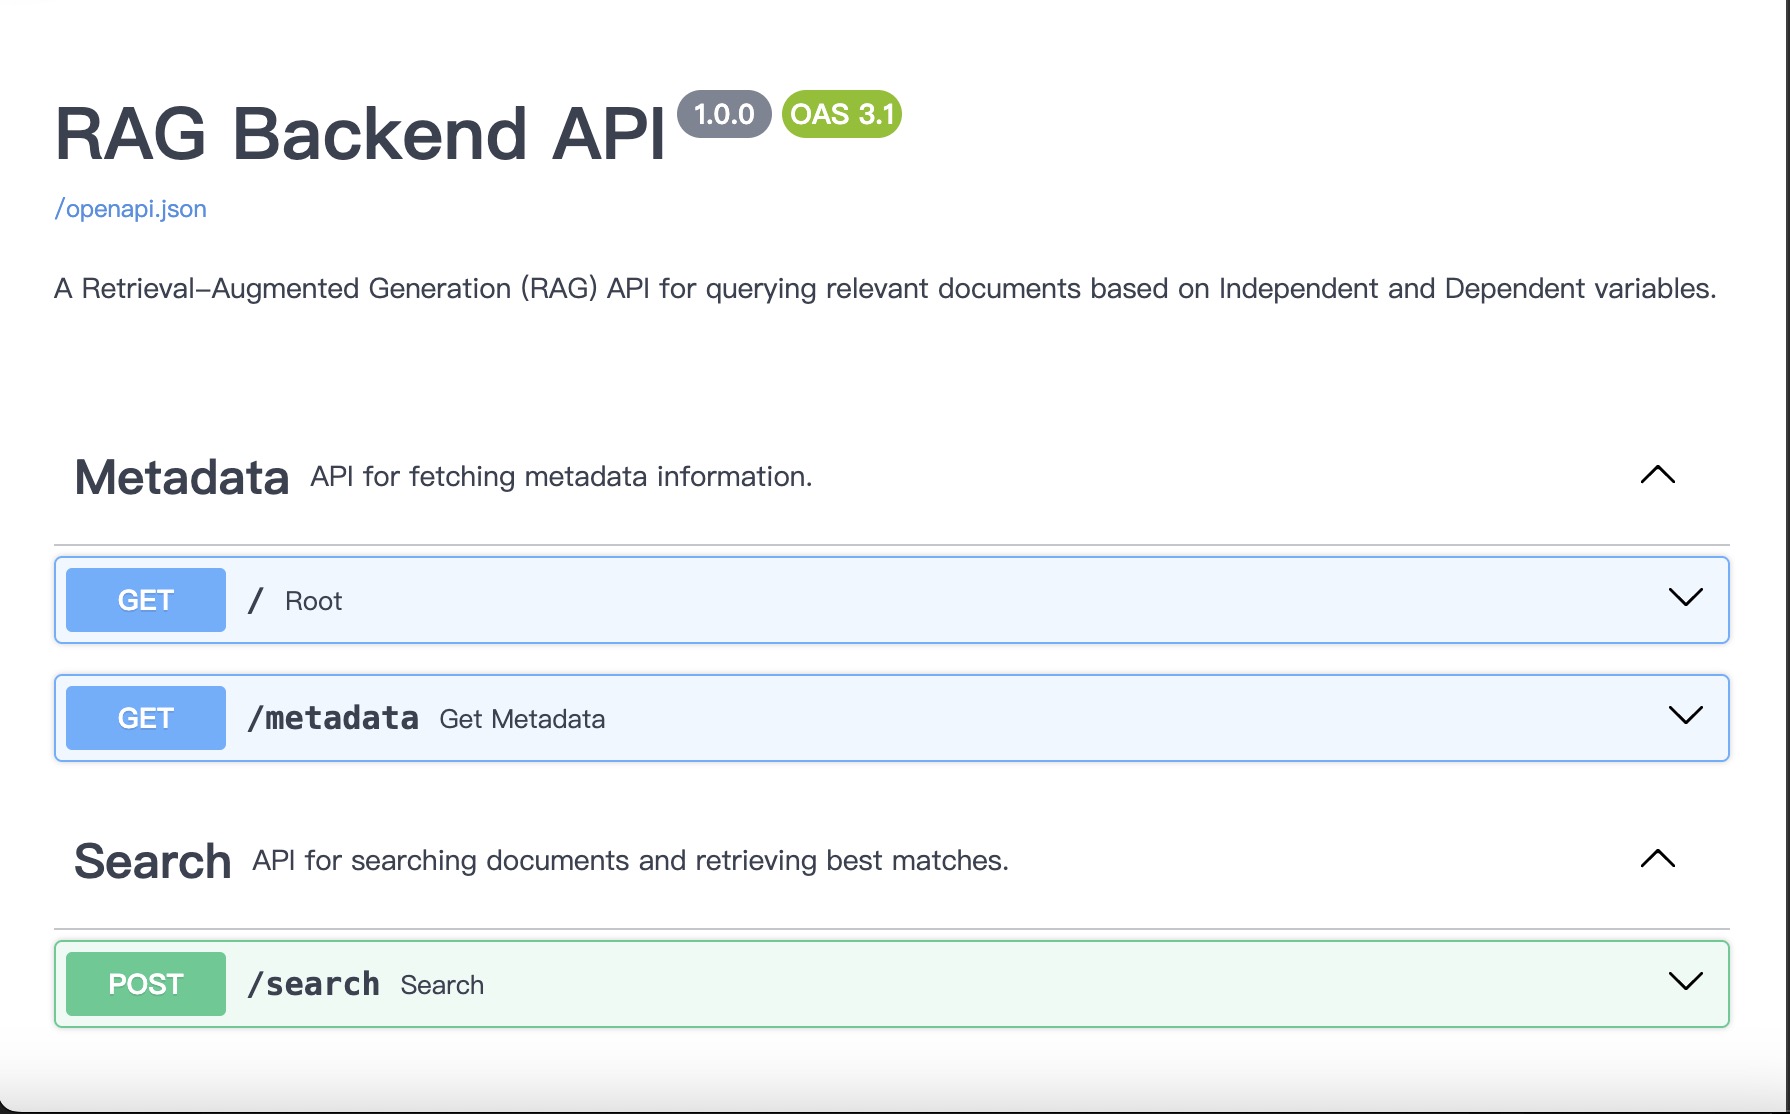 RAG Backend API 1.0.0 OAS 3.1
/openapi.json
A Retrieval-Augmented Generation (RAG) API for querying relevant documents based on Independent and Dependent variables.
Metadata API for fetching metadata information.
GET / Root
GET /metadata Get Metadata
Search API for searching documents and retrieving best matches.
POST /search Search